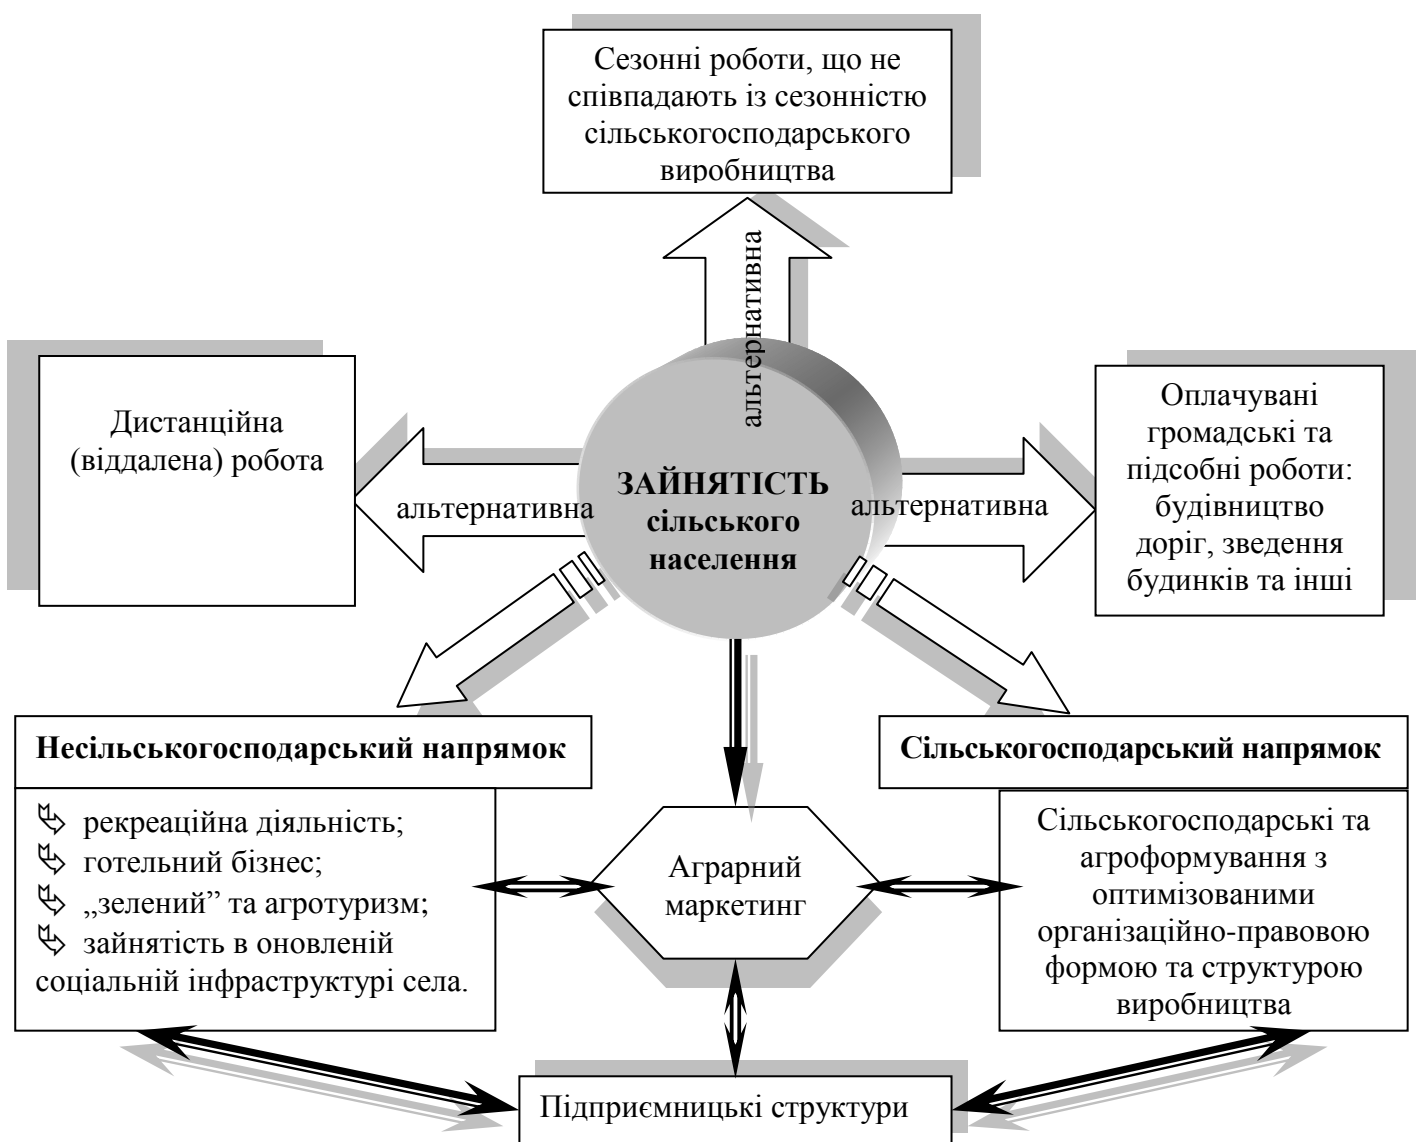 Сезонні роботи, що не
співпадають із сезонністю
сільськогосподарського
виробництва
альтернативна
Дистанційна
(віддалена) робота
альтернативна
ЗАЙНЯТІСТЬ
сільського
населення
альтернативна
Оплачувані
громадські та
підсобні роботи:
будівництво
доріг, зведення
будинків та інші
Несільськогосподарський напрямок
рекреаційна діяльність;
готельний бізнес;
„зелений” та агротуризм;
зайнятість в оновленій
соціальній інфраструктурі села.
Аграрний
маркетинг
Сільськогосподарський напрямок
Сільськогосподарські та
агроформування з
оптимізованими
організаційно-правовою
формою та структурою
виробництва
Підприємницькі структури